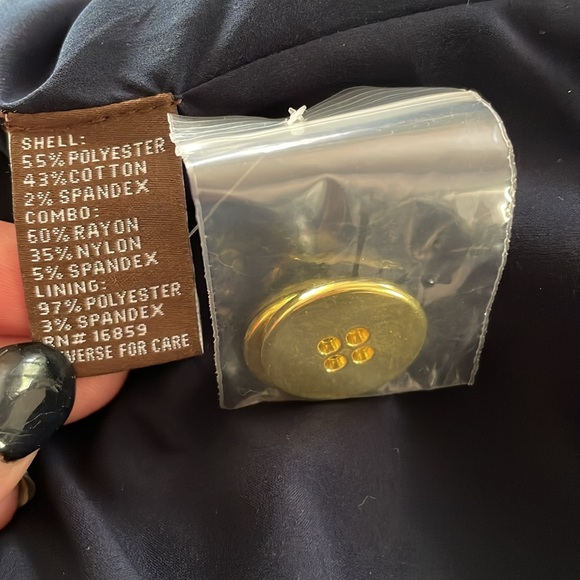 SHELL:
55% POLYESTER
43% COTTON
2% SPANDEX
COMBO:
60% RAYON
35% NYLON
5% SPANDEX
LINING:
97% POLYESTER
3% SPANDEX
RN# 16859
VERSE FOR CARE